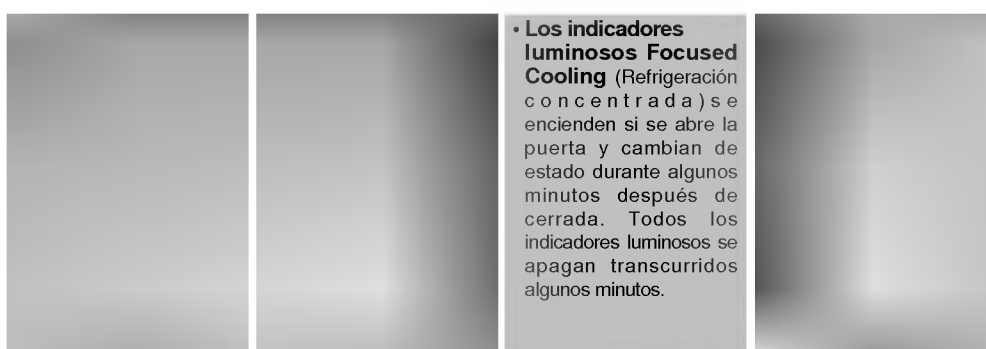 • Los indicadores
luminosos Focused
Cooling (Refrigeración
concentrada) se
encienden si se abre la
puerta y cambian de
estado durante algunos
minutos después de
cerrada. Todos los
indicadores luminosos se
apagan transcurridos
algunos minutos.